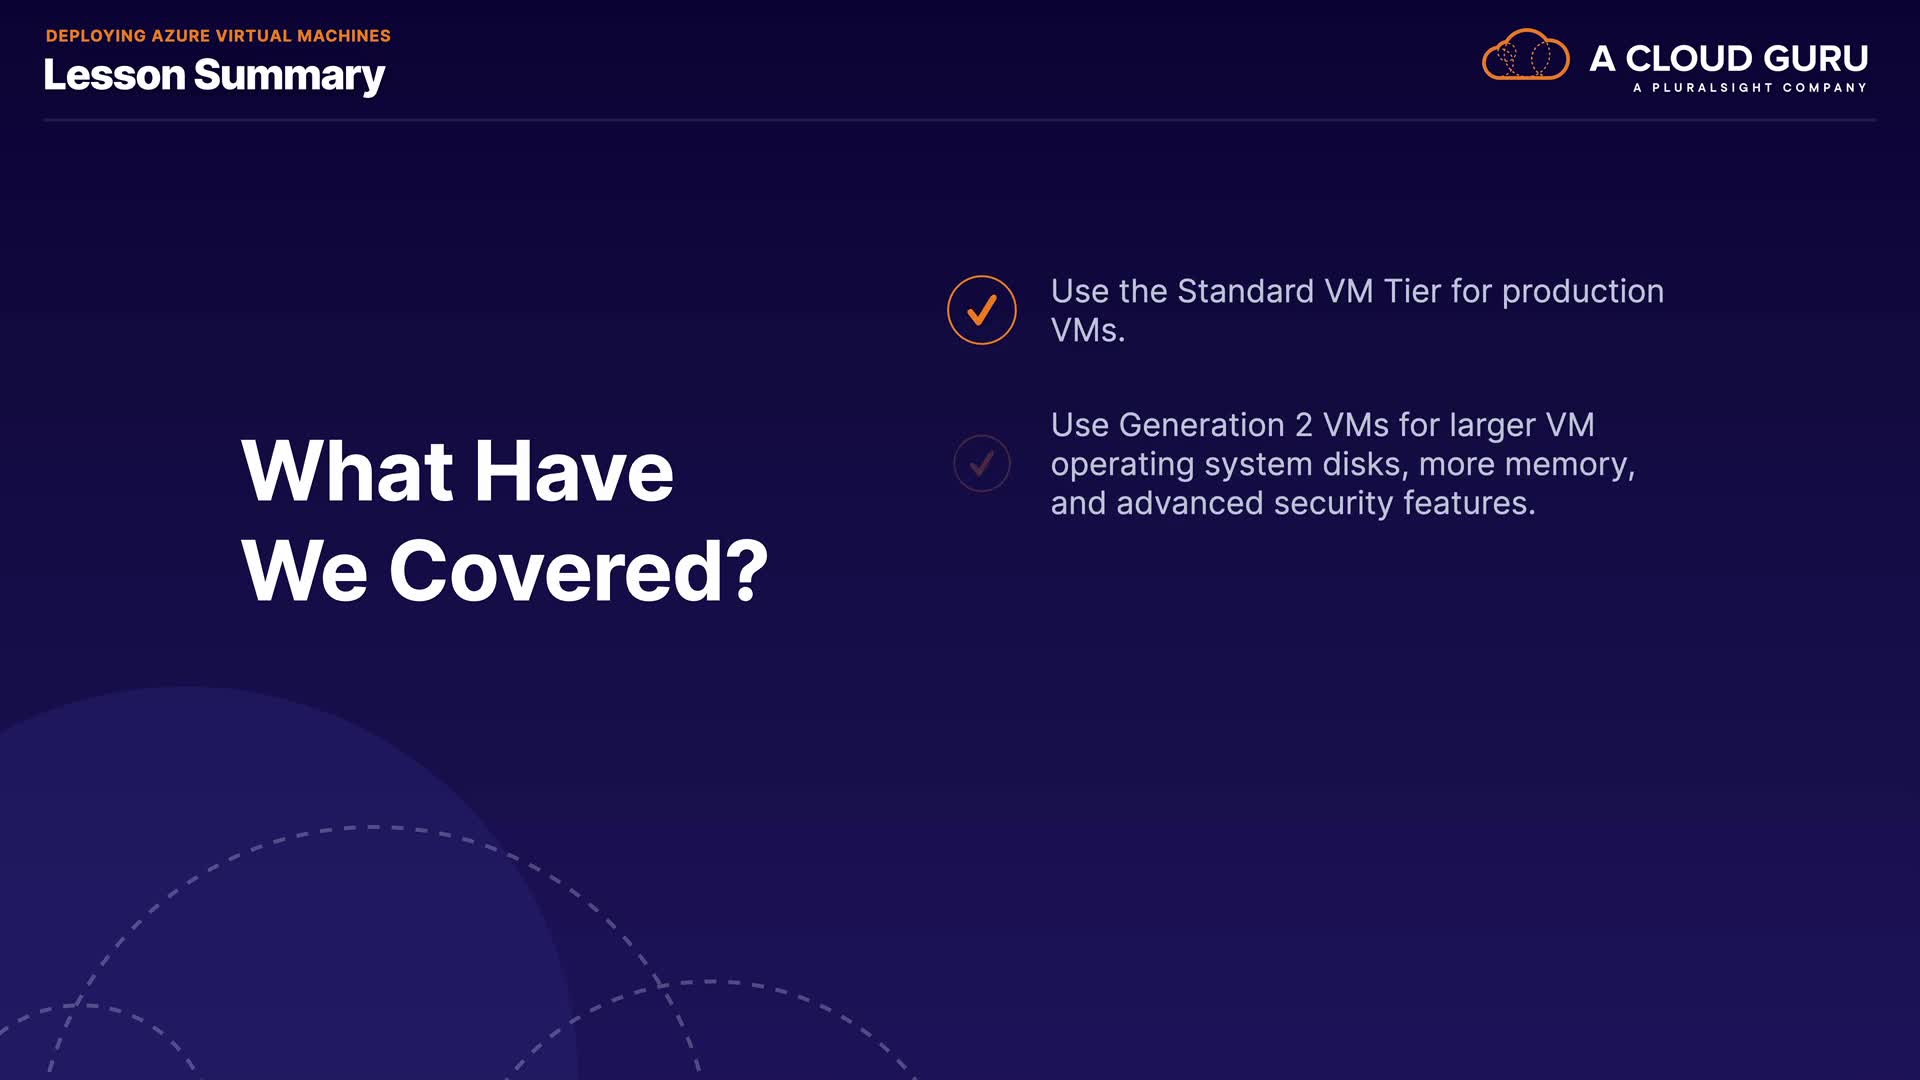 DEPLOYING AZURE VIRTUAL MACHINES
Lesson Summary
A CLOUD GURU
A PLURALSIGHT COMPANY
What Have
We Covered?
Use the Standard VM Tier for production
VMs.
Use Generation 2 VMs for larger VM
operating system disks, more memory,
and advanced security features.